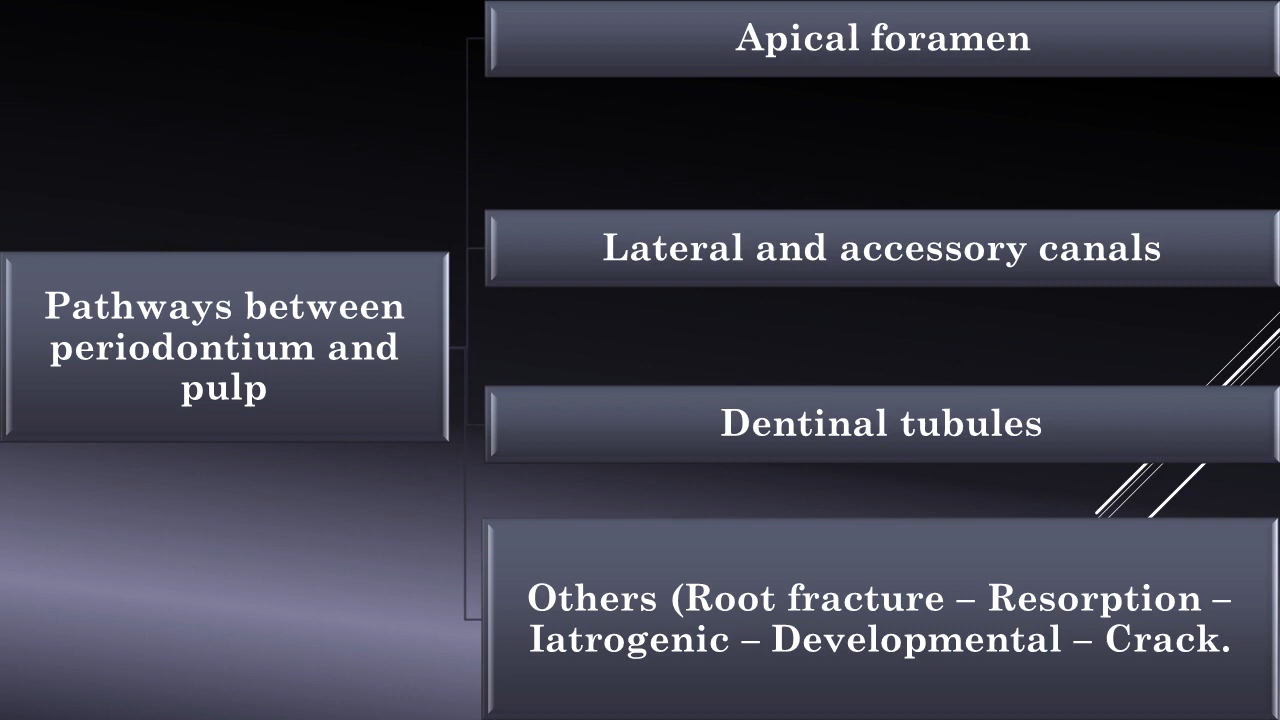 Apical foramen
Lateral and accessory canals
Pathways between
periodontium and
pulp
Dentinal tubules
Others (Root fracture – Resorption –
Iatrogenic – Developmental – Crack.